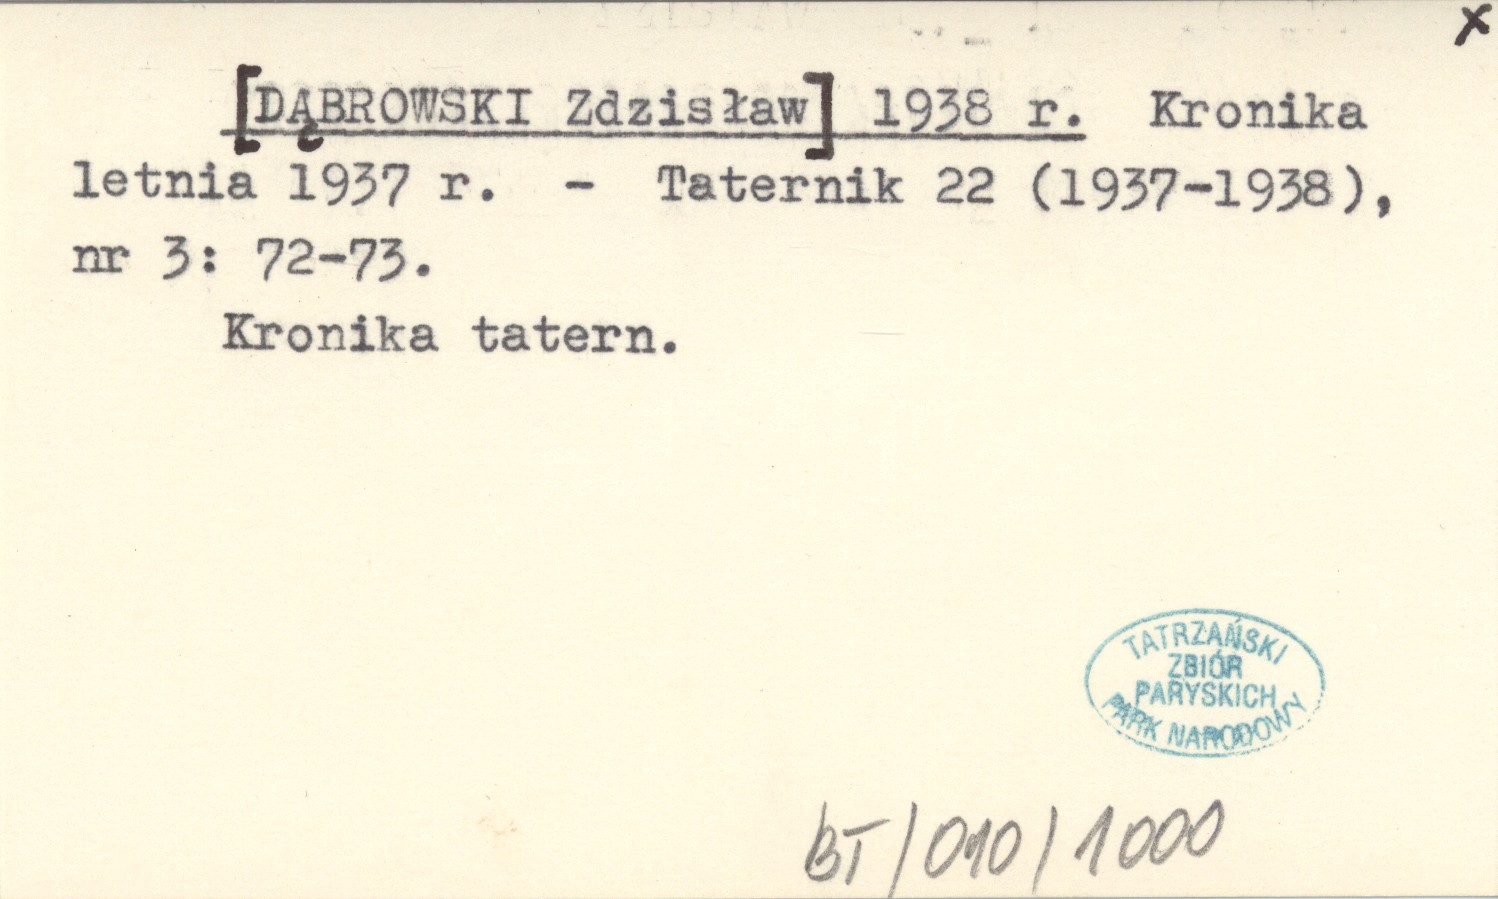 x
[DĄBROWSKI Zdzisław] 1938 r. Kronika
letnia 1937 r. - Taternik 22 (1937-1938),
nr 3: 72-73.
Kronika tatern.
TATRZAŃSKI
ZBIÓR
PARYSKICH
PARK NARODOWY
BT/010/1000